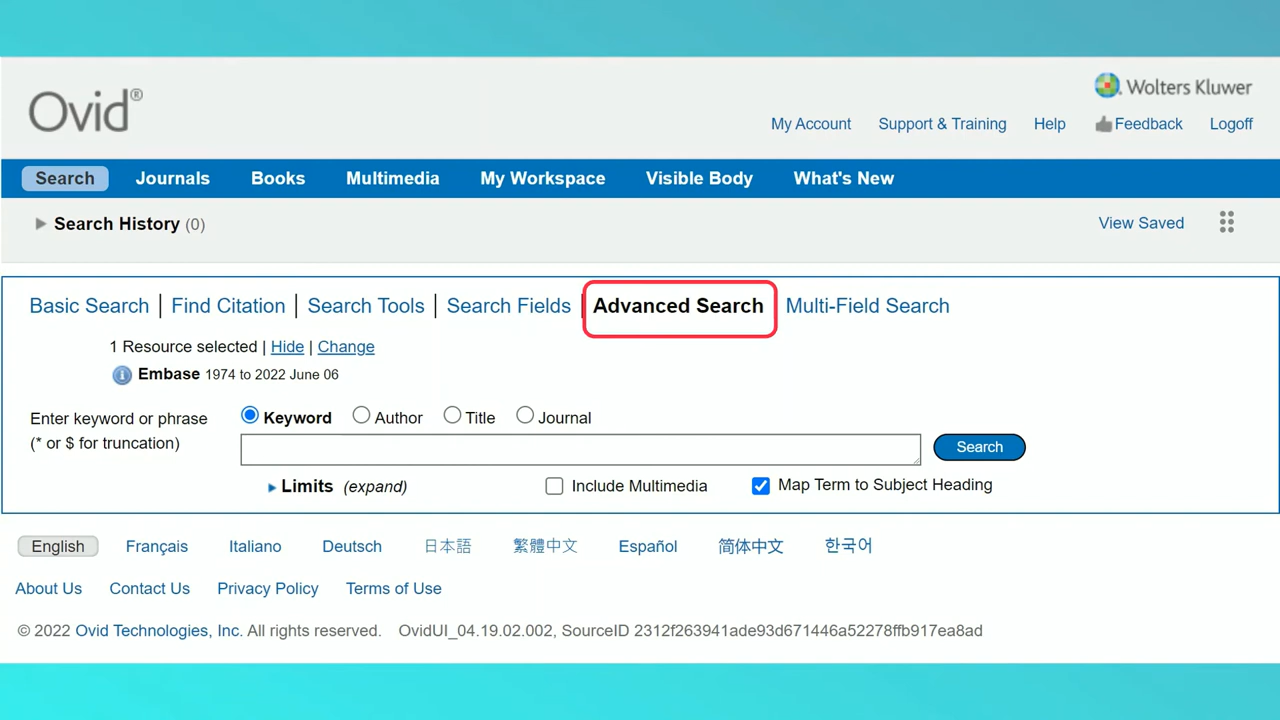 Ovid®
Wolters Kluwer
My Account Support & Training Help Feedback Logoff
Search Journals Books Multimedia My Workspace Visible Body What's New
Search History (0) View Saved
Basic Search | Find Citation | Search Tools | Search Fields | Advanced Search Multi-Field Search
1 Resource selected | Hide | Change
Embase 1974 to 2022 June 06
Enter keyword or phrase
(* or $ for truncation)
Keyword Author Title Journal
Search
Limits (expand) Include Multimedia Map Term to Subject Heading
English Français Italiano Deutsch 日本語 繁體中文 Español 简体中文 한국어
About Us Contact Us Privacy Policy Terms of Use
© 2022 Ovid Technologies, Inc. All rights reserved. OvidUI_04.19.02.002, SourceID 2312f263941ade93d671446a52278ffb917ea8ad